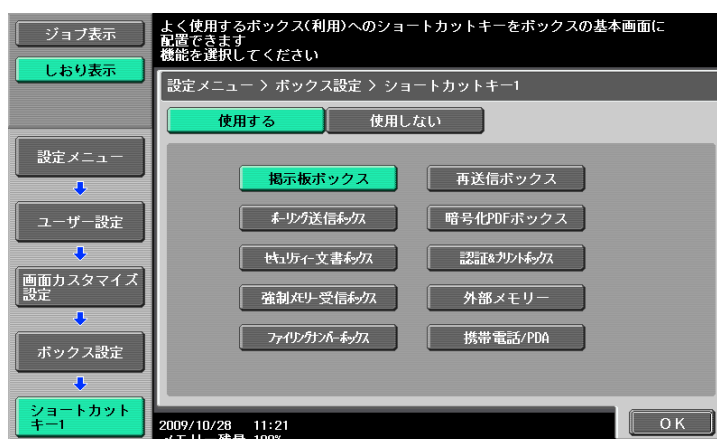 ジョブ表示
しおり表示
設定メニュー
ユーザー設定
画面カスタマイズ
設定
ボックス設定
ショートカット
キー1
よく使用するボックス(利用)へのショートカットキーをボックスの基本画面に
配置できます
機能を選択してください
設定メニュー > ボックス設定 > ショートカットキー1
使用する 使用しない
掲示板ボックス 再送信ボックス
ポーリング送信ボックス 暗号化PDFボックス
セキュリティー文書ボックス 認証&プリントボックス
強制メモリー受信ボックス 外部メモリー
ファイリングナンバーボックス 携帯電話/PDA
2009/10/28 11:21
メモリー残量 100%
OK